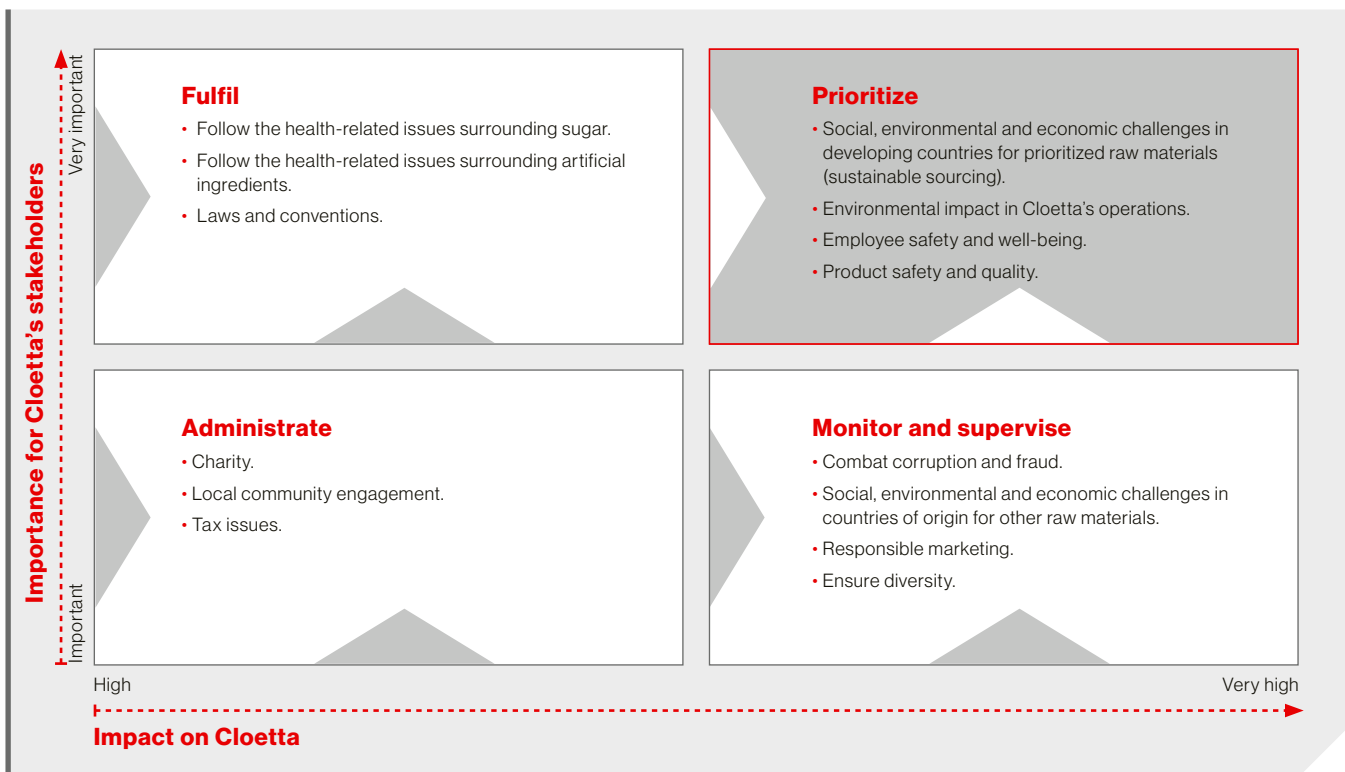 Importance for Cloetta’s stakeholders
Very important
Important
Fulfil
• Follow the health-related issues surrounding sugar.
• Follow the health-related issues surrounding artificial
ingredients.
• Laws and conventions.
Prioritize
• Social, environmental and economic challenges in
developing countries for prioritized raw materials
(sustainable sourcing).
• Environmental impact in Cloetta’s operations.
• Employee safety and well-being.
• Product safety and quality.
Administrate
• Charity.
• Local community engagement.
• Tax issues.
Monitor and supervise
• Combat corruption and fraud.
• Social, environmental and economic challenges in
countries of origin for other raw materials.
• Responsible marketing.
• Ensure diversity.
High
Very high
Impact on Cloetta